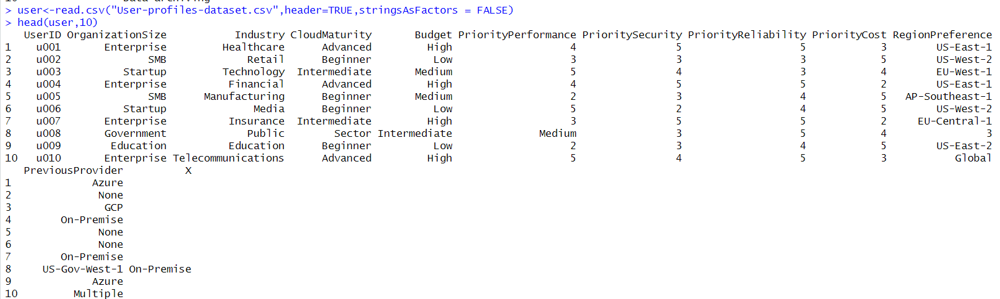 > user<-read.csv("User-profiles-dataset.csv",header=TRUE,stringsAsFactors = FALSE)
> head(user,10)
UserID OrganizationSize Industry CloudMaturity Budget PriorityPerformance PrioritySecurity PriorityReliability PriorityCost RegionPreference
1 u001 Enterprise Healthcare Advanced High 4 5 5 3 US-East-1
2 u002 SMB Retail Beginner Low 3 3 3 5 US-West-2
3 u003 Startup Technology Intermediate Medium 5 4 3 4 EU-West-1
4 u004 Enterprise Financial Advanced High 4 5 5 2 US-East-1
5 u005 SMB Manufacturing Beginner Medium 2 3 4 5 AP-Southeast-1
6 u006 Startup Media Beginner Low 5 2 4 5 US-West-2
7 u007 Enterprise Insurance Intermediate High 3 5 5 2 EU-Central-1
8 u008 Government Public Sector Intermediate Medium 3 5 4 3
9 u009 Education Education Beginner Low 2 3 4 5 US-East-2
10 u010 Enterprise Telecommunications Advanced High 5 4 5 3 Global
PreviousProvider X
1 Azure
2 None
3 GCP
4 On-Premise
5 None
6 None
7 On-Premise
8 US-Gov-West-1 On-Premise
9 Azure
10 Multiple